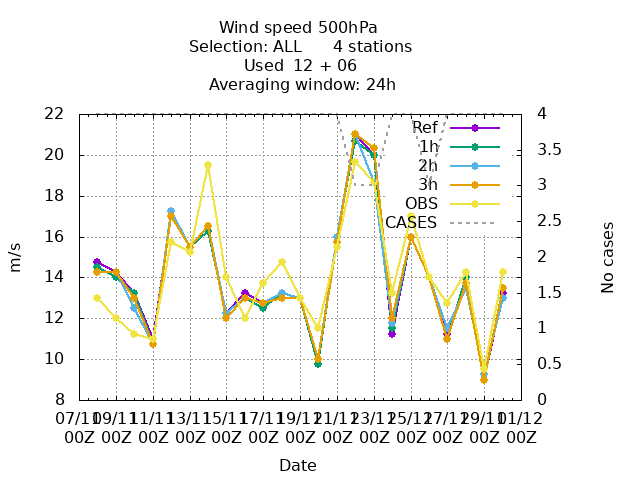 Wind speed 500hPa
Selection: ALL 4 stations
Used 12 + 06
Averaging window: 24h
22
20
18
16
14
12
10
8
m/s
4
3.5
3
2.5
2
1.5
1
0.5
0
No cases
Ref
1h
2h
3h
OBS
CASES
07/11 09/11 11/11 13/11 15/11 17/11 19/11 21/11 23/11 25/11 27/11 29/11 01/12
00Z 00Z 00Z 00Z 00Z 00Z 00Z 00Z 00Z 00Z 00Z 00Z 00Z
Date